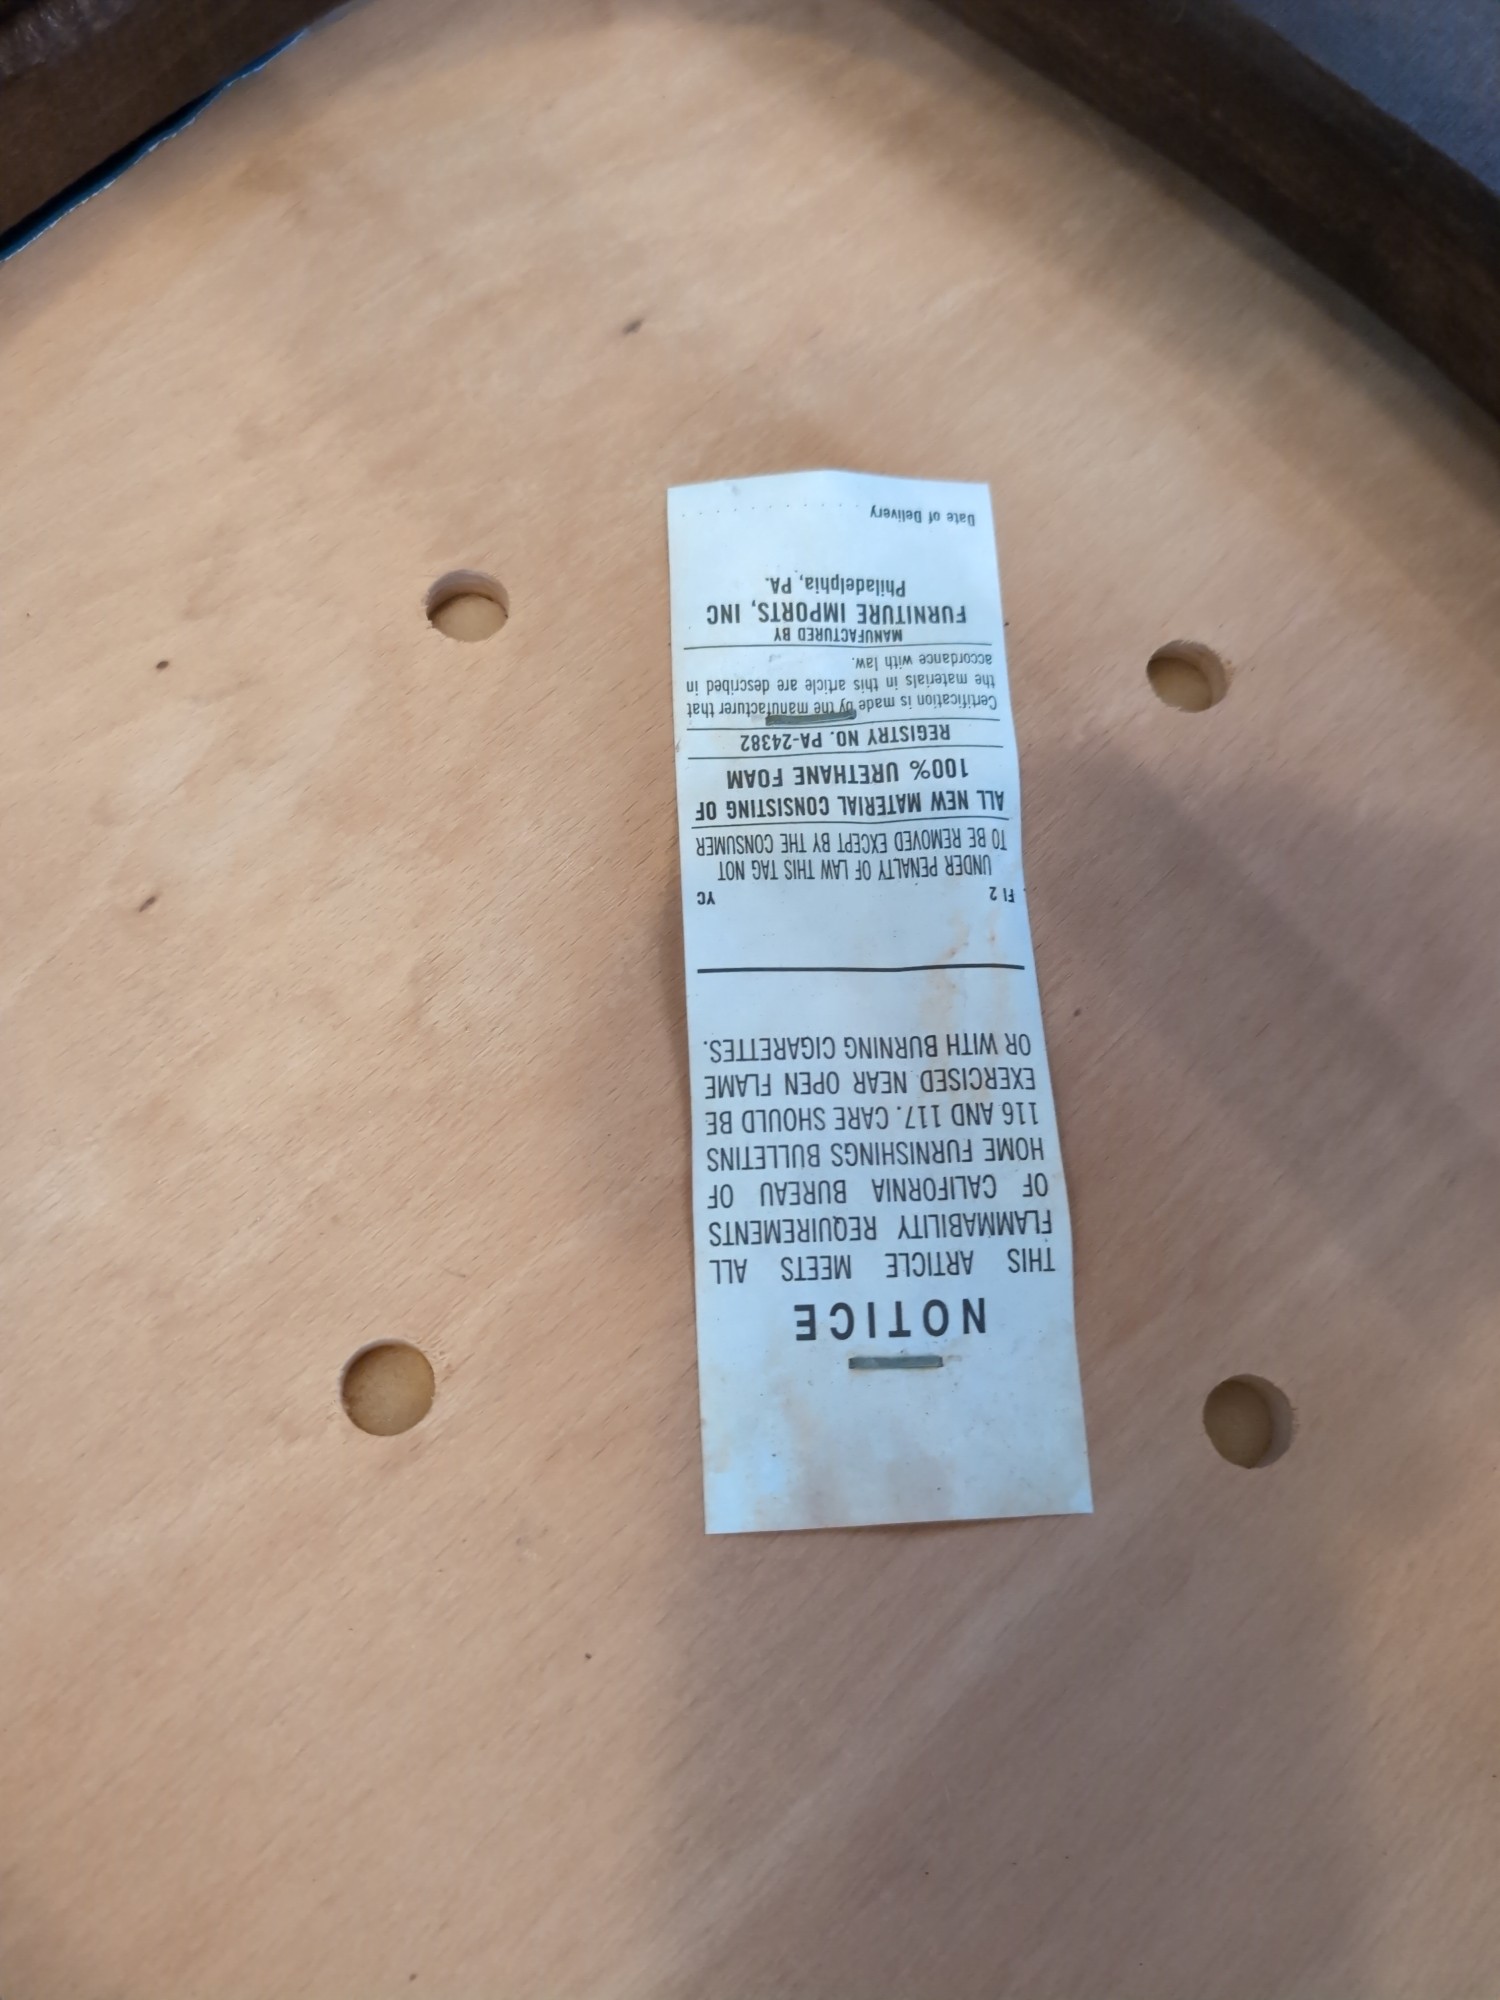 NOTICE
THIS ARTICLE MEETS ALL
FLAMMABILITY REQUIREMENTS
OF CALIFORNIA BUREAU OF
HOME FURNISHINGS BULLETINS
116 AND 117. CARE SHOULD BE
EXERCISED NEAR OPEN FLAME
OR WITH BURNING CIGARETTES.
FI 2 YC
UNDER PENALTY OF LAW THIS TAG NOT
TO BE REMOVED EXCEPT BY THE CONSUMER
ALL NEW MATERIAL CONSISTING OF
100% URETHANE FOAM
REGISTRY NO. PA-24382
Certification is made by the manufacturer that
the materials in this article are described in
accordance with law.
MANUFACTURED BY
FURNITURE IMPORTS, INC
Philadelphia, PA.
Date of Delivery